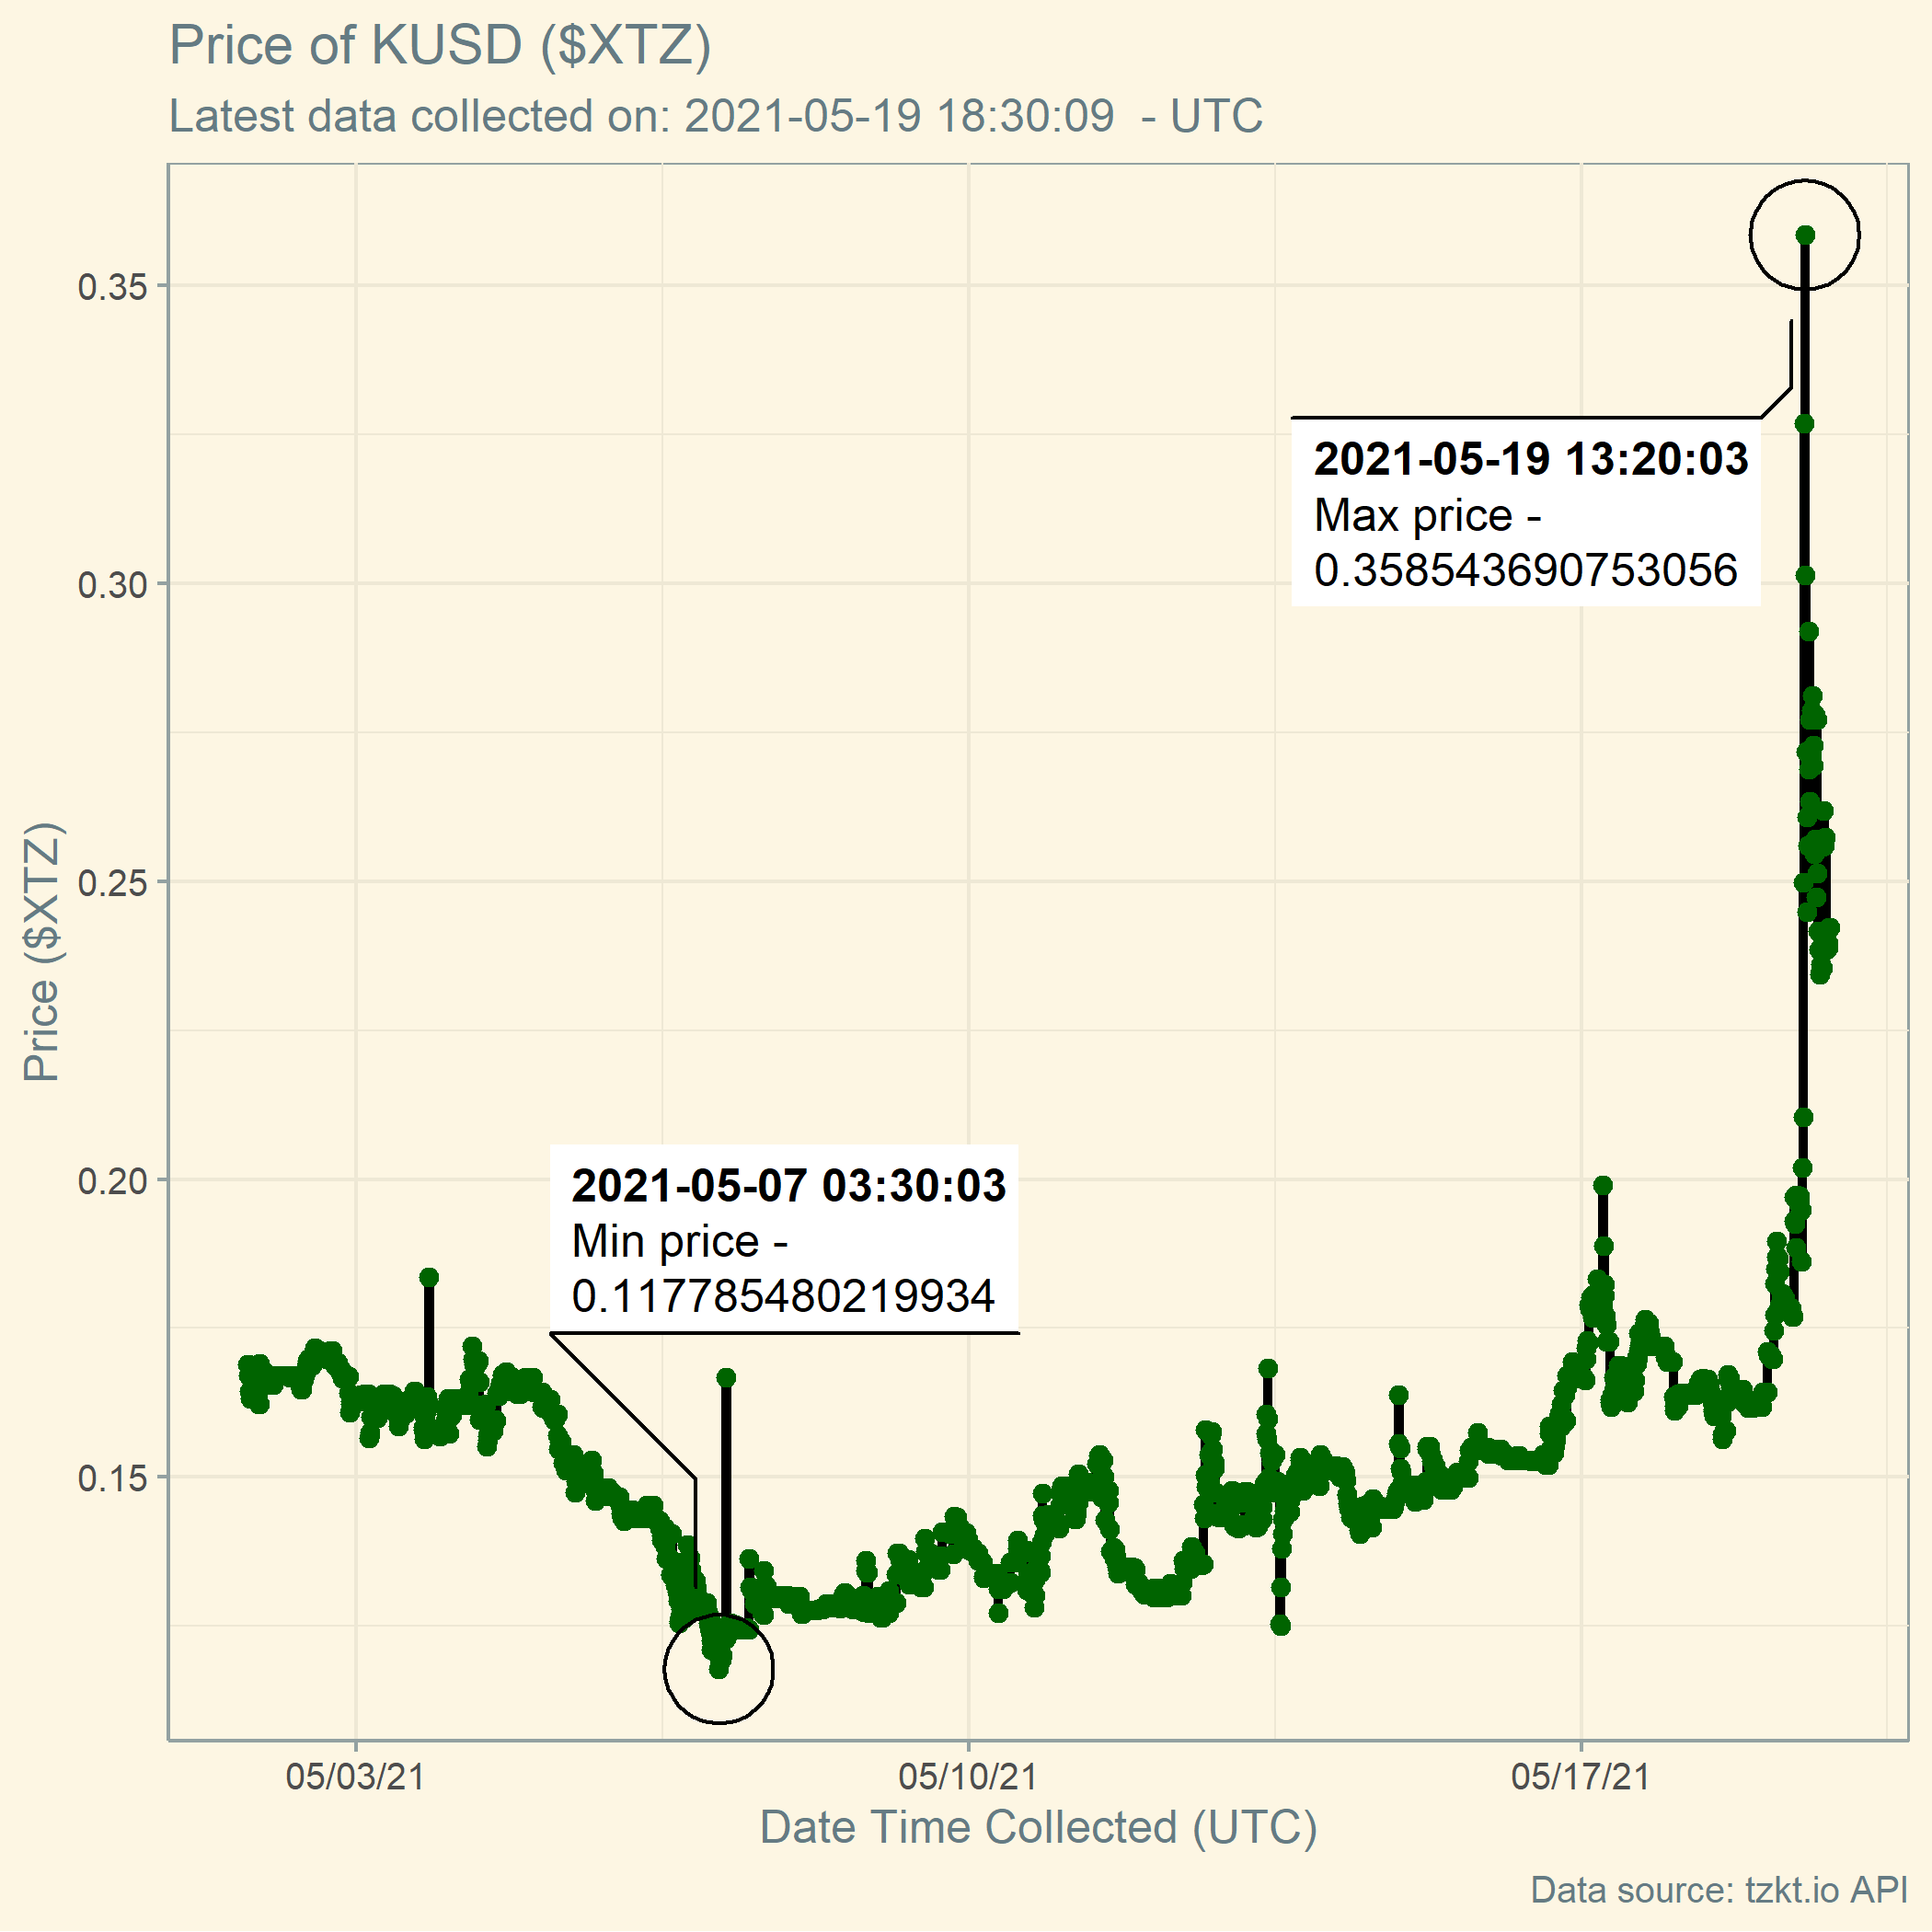 Price of KUSD ($XTZ)
Latest data collected on: 2021-05-19 18:30:09  - UTC
0.35
0.30
0.25
0.20
0.15
Price ($XTZ)
2021-05-19 13:20:03
Max price -
0.358543690753056
2021-05-07 03:30:03
Min price -
0.117785480219934
05/03/21
05/10/21
05/17/21
Date Time Collected (UTC)
Data source: tzkt.io API